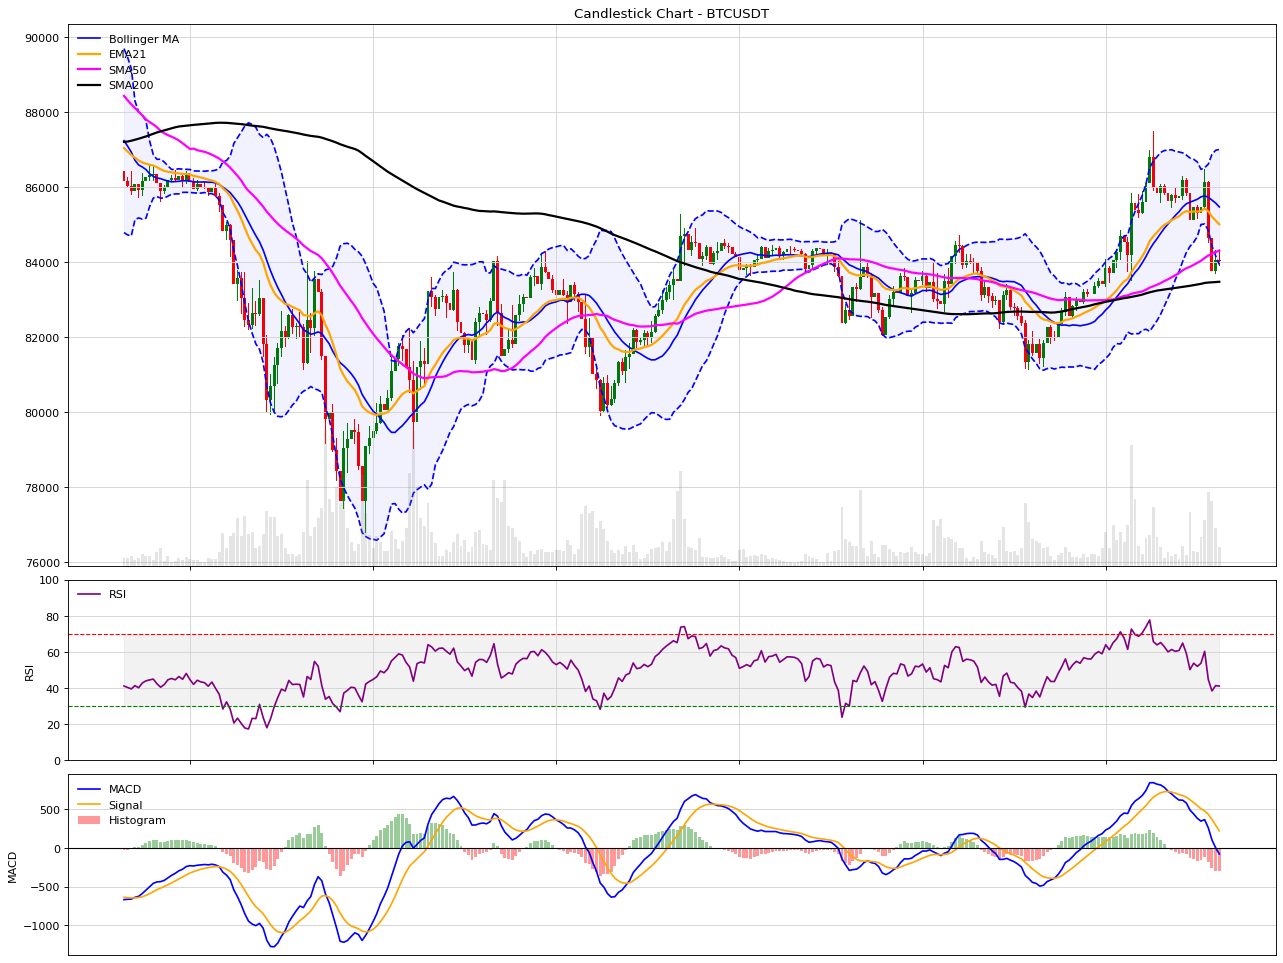 Candlestick Chart - BTCUSDT
90000
88000
86000
84000
82000
80000
78000
76000
Bollinger MA
EMA21
SMA50
SMA200
100
80
60
40
20
0
RSI
RSI
500
0
−500
−1000
MACD
MACD
Signal
Histogram